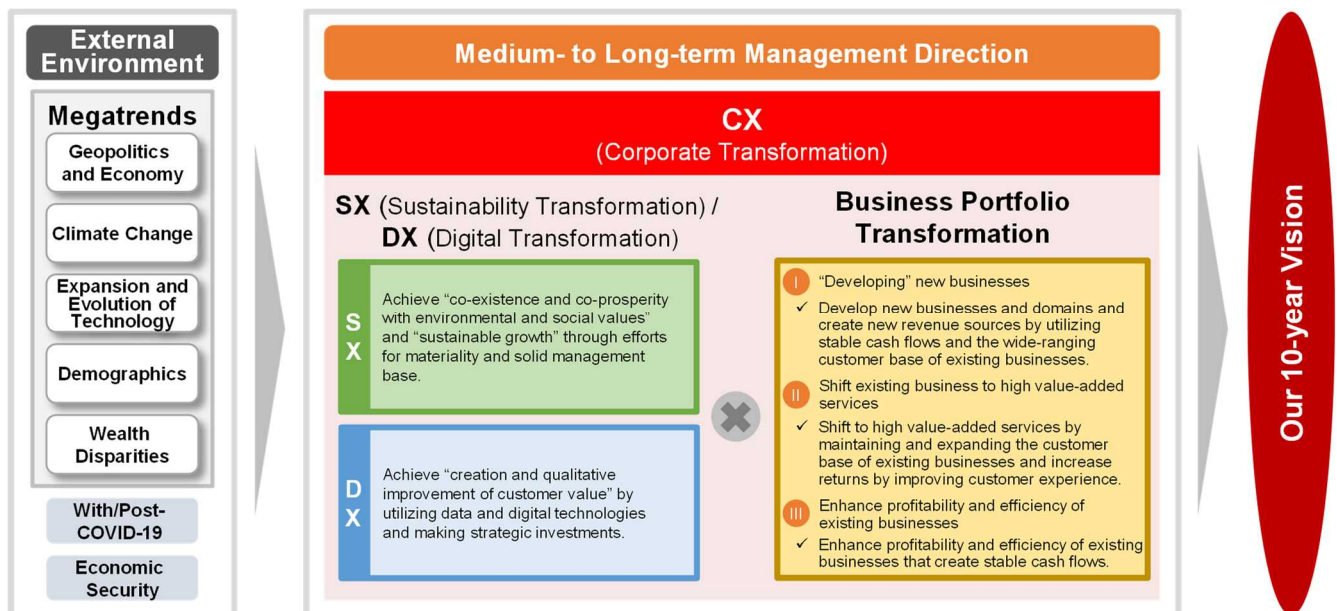 External
Environment
Megatrends
Geopolitics
and Economy
Climate Change
Expansion and
Evolution of
Technology
Demographics
Wealth
Disparities
With/Post-
COVID-19
Economic
Security
Medium- to Long-term Management Direction
CX
(Corporate Transformation)
SX (Sustainability Transformation) /
DX (Digital Transformation)
S
X
Achieve “co-existence and co-prosperity
with environmental and social values”
and “sustainable growth” through efforts
for materiality and solid management
base.
D
X
Achieve “creation and qualitative
improvement of customer value” by
utilizing data and digital technologies
and making strategic investments.
Business Portfolio
Transformation
I “Developing” new businesses
✓ Develop new businesses and domains and
create new revenue sources by utilizing
stable cash flows and the wide-ranging
customer base of existing businesses.
II Shift existing business to high value-added
services
✓ Shift to high value-added services by
maintaining and expanding the customer
base of existing businesses and increase
returns by improving customer experience.
III Enhance profitability and efficiency of
existing businesses
✓ Enhance profitability and efficiency of existing
businesses that create stable cash flows.
Our 10-year Vision